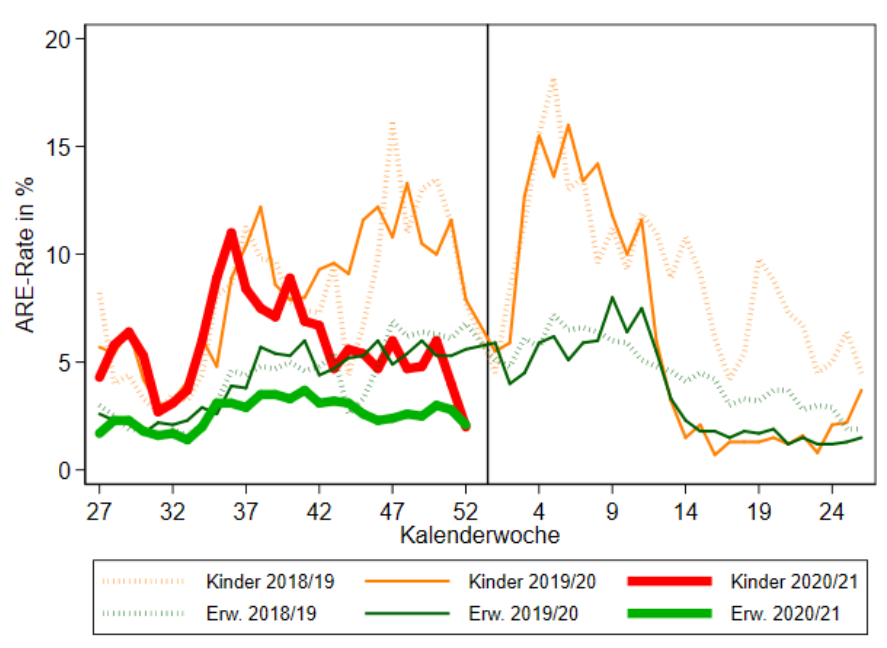 ARE-Rate in %
20
15
10
5
0
27 32 37 42 47 52 4 9 14 19 24
Kalenderwoche
Kinder 2018/19 Kinder 2019/20 Kinder 2020/21
Erw. 2018/19 Erw. 2019/20 Erw. 2020/21